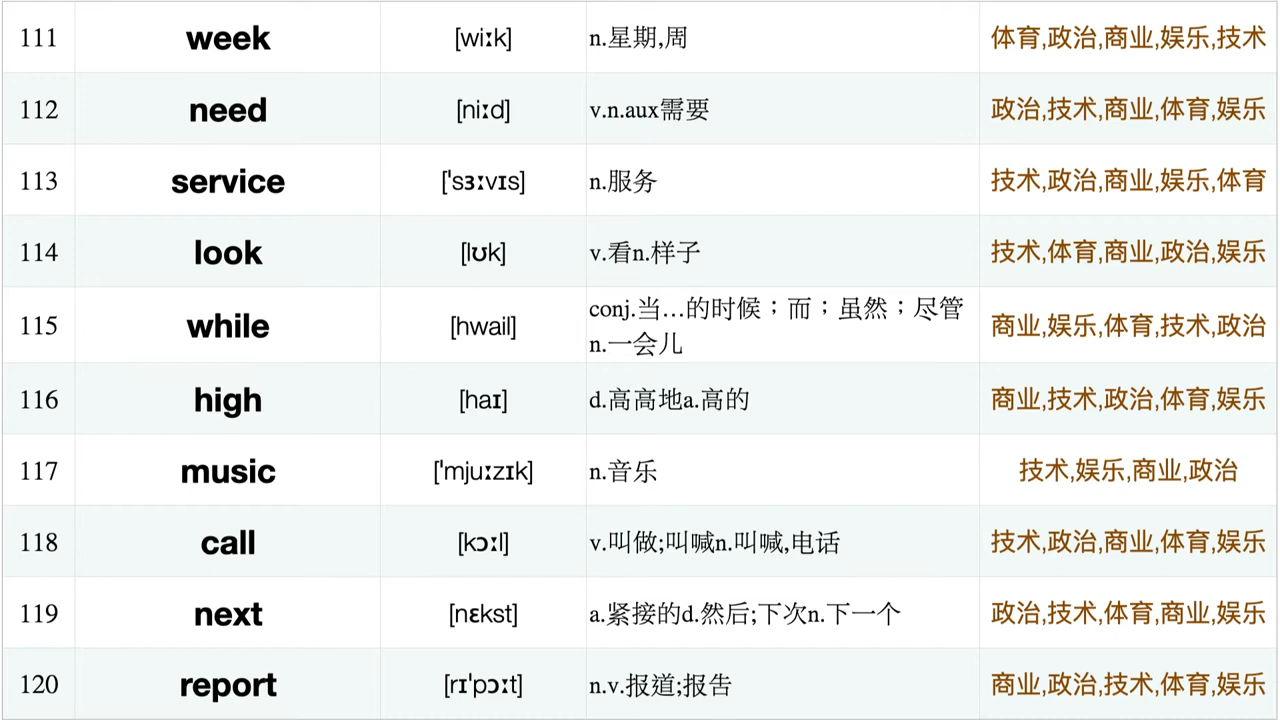 111 week [wiːk] n.星期,周 体育,政治,商业,娱乐,技术
112 need [niːd] v.n.aux需要 政治,技术,商业,体育,娱乐
113 service [ˈsɜːvɪs] n.服务 技术,政治,商业,娱乐,体育
114 look [lʊk] v.看n.样子 技术,体育,商业,政治,娱乐
115 while [hwail] conj.当…的时候；而；虽然；尽管 商业,娱乐,体育,技术,政治
n.一会儿
116 high [haɪ] d.高高地a.高的 商业,技术,政治,体育,娱乐
117 music [ˈmjuːzɪk] n.音乐 技术,娱乐,商业,政治
118 call [kɔːl] v.叫做;叫喊n.叫喊,电话 技术,政治,商业,体育,娱乐
119 next [nɛkst] a.紧接的d.然后;下次n.下一个 政治,技术,体育,商业,娱乐
120 report [rɪˈpɔːt] n.v.报道;报告 商业,政治,技术,体育,娱乐